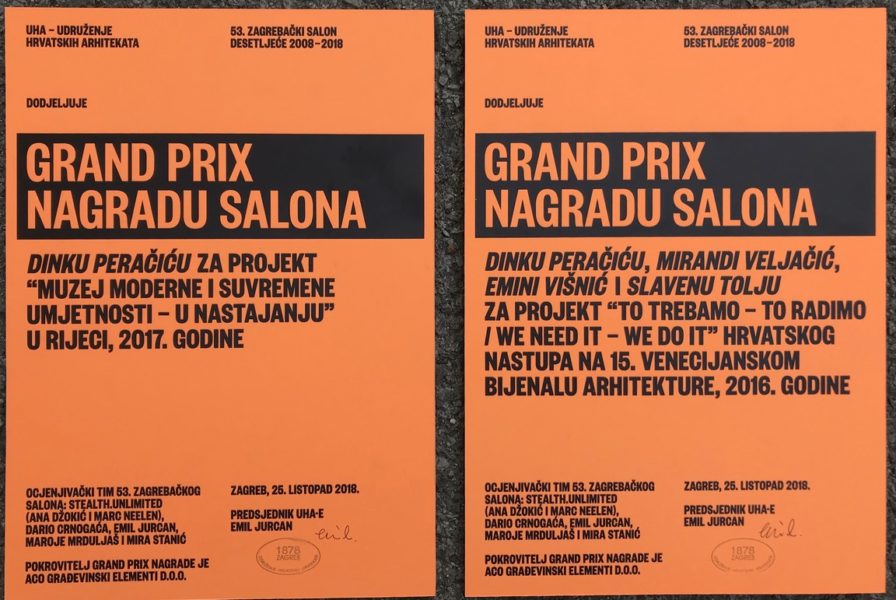 UHA – UDRUŽENJE
HRVATSKIH ARHITEKATA
53. ZAGREBAČKI SALON
DESETLJEĆE 2008–2018
DODJELJUJE
GRAND PRIX
NAGRADU SALONA
DINKU PERAČIĆU ZA PROJEKT
“MUZEJ MODERNE I SUVREMENE
UMJETNOSTI – U NASTAJANJU”
U RIJECI, 2017. GODINE
OCJENJIVAČKI TIM 53. ZAGREBAČKOG
SALONA: STEALTH.UNLIMITED
(ANA DŽOKIĆ I MARC NEELEN),
DARIO CRNOGAĆA, EMIL JURCAN,
MAROJE MRDULJAŠ I MIRA STANIĆ
POKROVITELJ GRAND PRIX NAGRADE JE
ACO GRAĐEVINSKI ELEMENTI D.O.O.
ZAGREB, 25. LISTOPAD 2018.
PREDSJEDNIK UHA-E
EMIL JURCAN
1878
ZAGREB
UHA – UDRUŽENJE
HRVATSKIH ARHITEKATA
53. ZAGREBAČKI SALON
DESETLJEĆE 2008–2018
DODJELJUJE
GRAND PRIX
NAGRADU SALONA
DINKU PERAČIĆU, MIRANDI VELJAČIĆ,
EMINI VIŠNIĆ I SLAVENU TOLJU
ZA PROJEKT “TO TREBAMO – TO RADIMO
/ WE NEED IT – WE DO IT” HRVATSKOG
NASTUPA NA 15. VENECIJANSKOM
BIJENALU ARHITEKTURE, 2016. GODINE
OCJENJIVAČKI TIM 53. ZAGREBAČKOG
SALONA: STEALTH.UNLIMITED
(ANA DŽOKIĆ I MARC NEELEN),
DARIO CRNOGAĆA, EMIL JURCAN,
MAROJE MRDULJAŠ I MIRA STANIĆ
POKROVITELJ GRAND PRIX NAGRADE JE
ACO GRAĐEVINSKI ELEMENTI D.O.O.
ZAGREB, 25. LISTOPAD 2018.
PREDSJEDNIK UHA-E
EMIL JURCAN
1878
ZAGREB